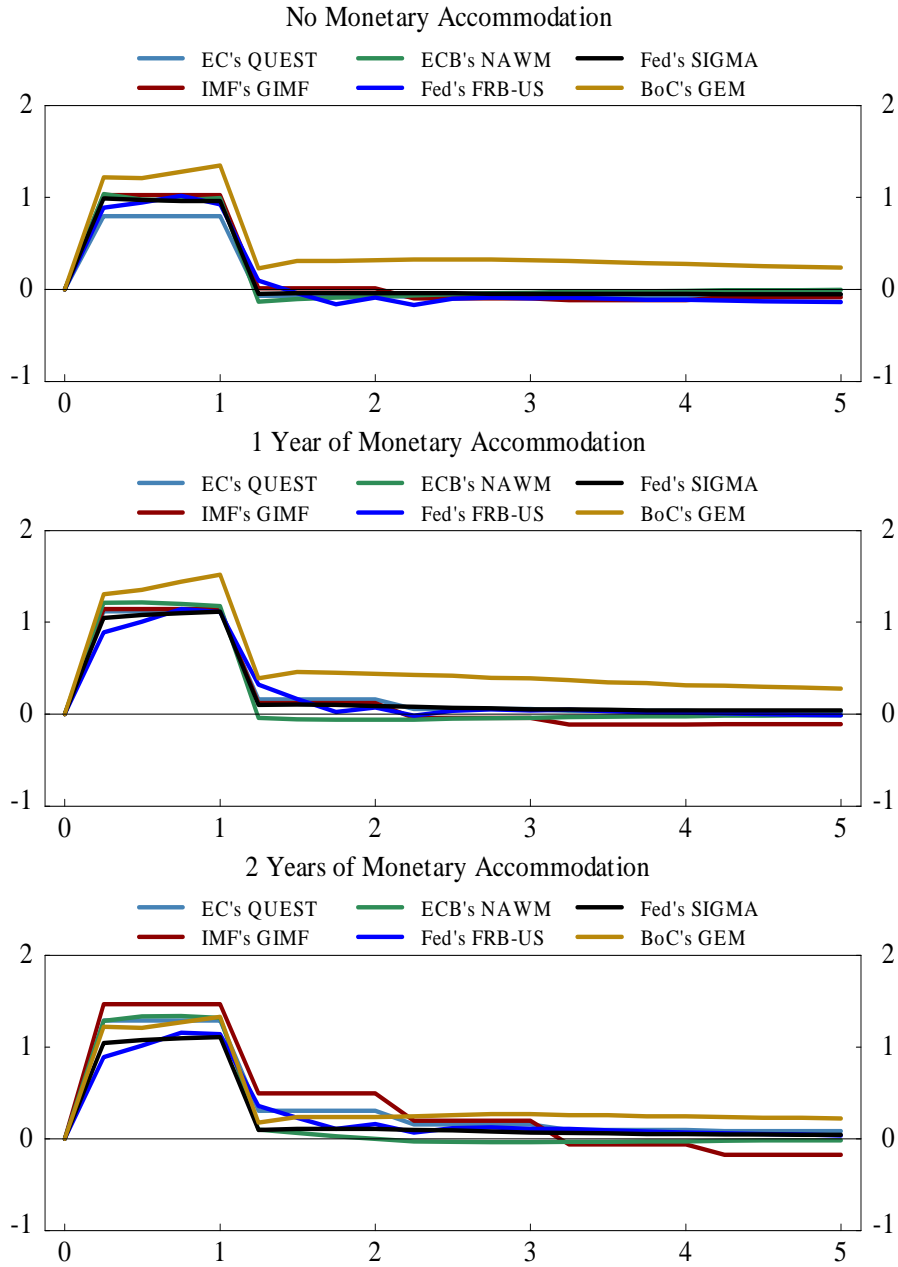 No Monetary Accommodation
EC's QUEST ECB's NAWM Fed's SIGMA
IMF's GIMF Fed's FRB-US BoC's GEM
2 2
1 1
0 0
-1 -1
0 1 2 3 4 5
1 Year of Monetary Accommodation
EC's QUEST ECB's NAWM Fed's SIGMA
IMF's GIMF Fed's FRB-US BoC's GEM
2 2
1 1
0 0
-1 -1
0 1 2 3 4 5
2 Years of Monetary Accommodation
EC's QUEST ECB's NAWM Fed's SIGMA
IMF's GIMF Fed's FRB-US BoC's GEM
2 2
1 1
0 0
-1 -1
0 1 2 3 4 5